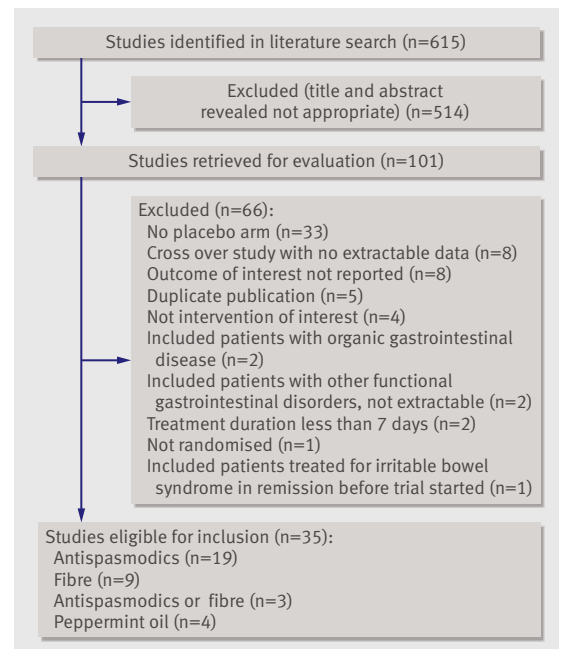 Studies identified in literature search (n=615)
Excluded (title and abstract
revealed not appropriate) (n=514)
Studies retrieved for evaluation (n=101)
Excluded (n=66):
No placebo arm (n=33)
Cross over study with no extractable data (n=8)
Outcome of interest not reported (n=8)
Duplicate publication (n=5)
Not intervention of interest (n=4)
Included patients with organic gastrointestinal
disease (n=2)
Included patients with other functional
gastrointestinal disorders, not extractable (n=2)
Treatment duration less than 7 days (n=2)
Not randomised (n=1)
Included patients treated for irritable bowel
syndrome in remission before trial started (n=1)
Studies eligible for inclusion (n=35):
Antispasmodics (n=19)
Fibre (n=9)
Antispasmodics or fibre (n=3)
Peppermint oil (n=4)